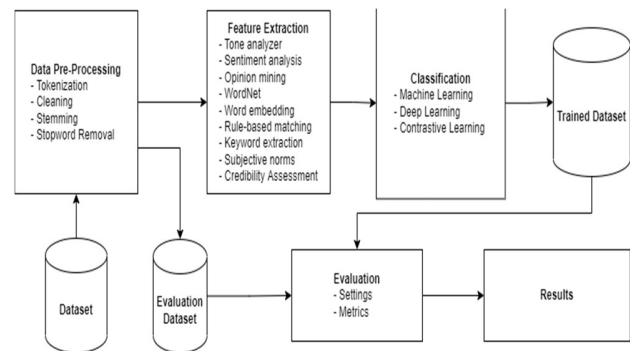 Data Pre-Processing
- Tokenization
- Cleaning
- Stemming
- Stopword Removal
Feature Extraction
- Tone analyzer
- Sentiment analysis
- Opinion mining
- WordNet
- Word embedding
- Rule-based matching
- Keyword extraction
- Subjective norms
- Credibility Assessment
Classification
- Machine Learning
- Deep Learning
- Contrastive Learning
Trained Dataset
Dataset
Evaluation
Dataset
Evaluation
- Settings
- Metrics
Results